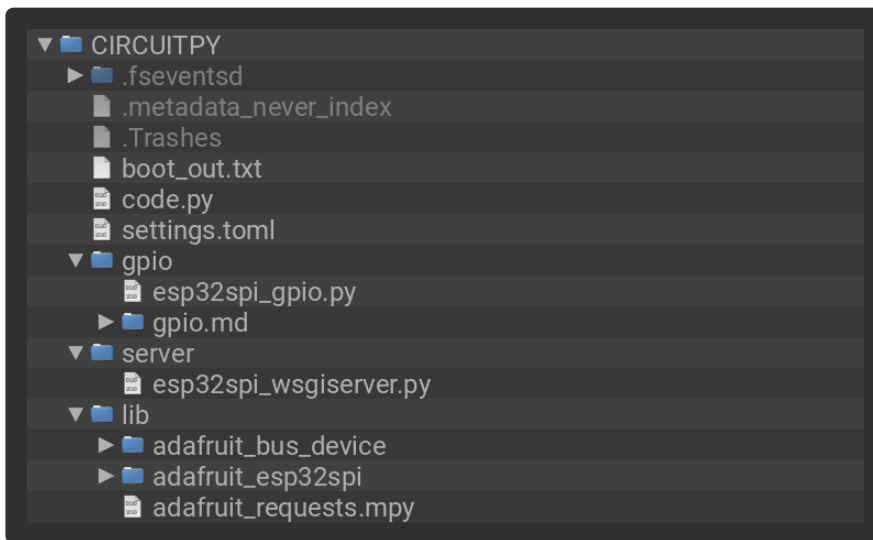 CIRCUITPY
.fseventsd
.metadata_never_index
.Trashes
boot_out.txt
code.py
settings.toml
gpio
esp32spi_gpio.py
gpio.md
server
esp32spi_wsgiserver.py
lib
adafruit_bus_device
adafruit_esp32spi
adafruit_requests.mpy